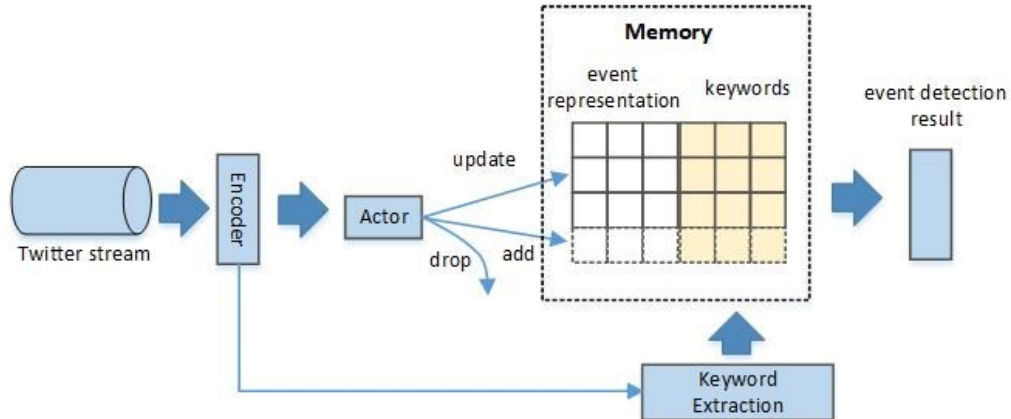 Memory
event
representation
keywords
event detection
result
update
Encoder
Actor
Twitter stream
drop
add
Keyword
Extraction